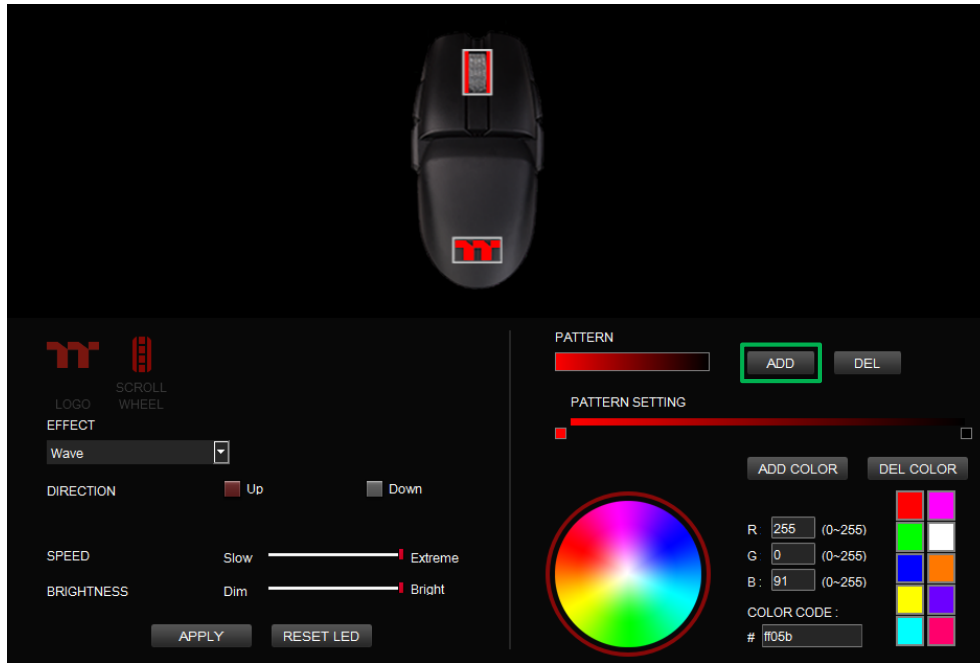 PATTERN
ADD DEL
SCROLL
LOGO WHEEL
PATTERN SETTING
EFFECT
Wave
DIRECTION Up Down
ADD COLOR DEL COLOR
R: 255 (0~255)
G: 0 (0~255)
B: 91 (0~255)
SPEED Slow Extreme
BRIGHTNESS Dim Bright
COLOR CODE :
# ff05b
APPLY RESET LED